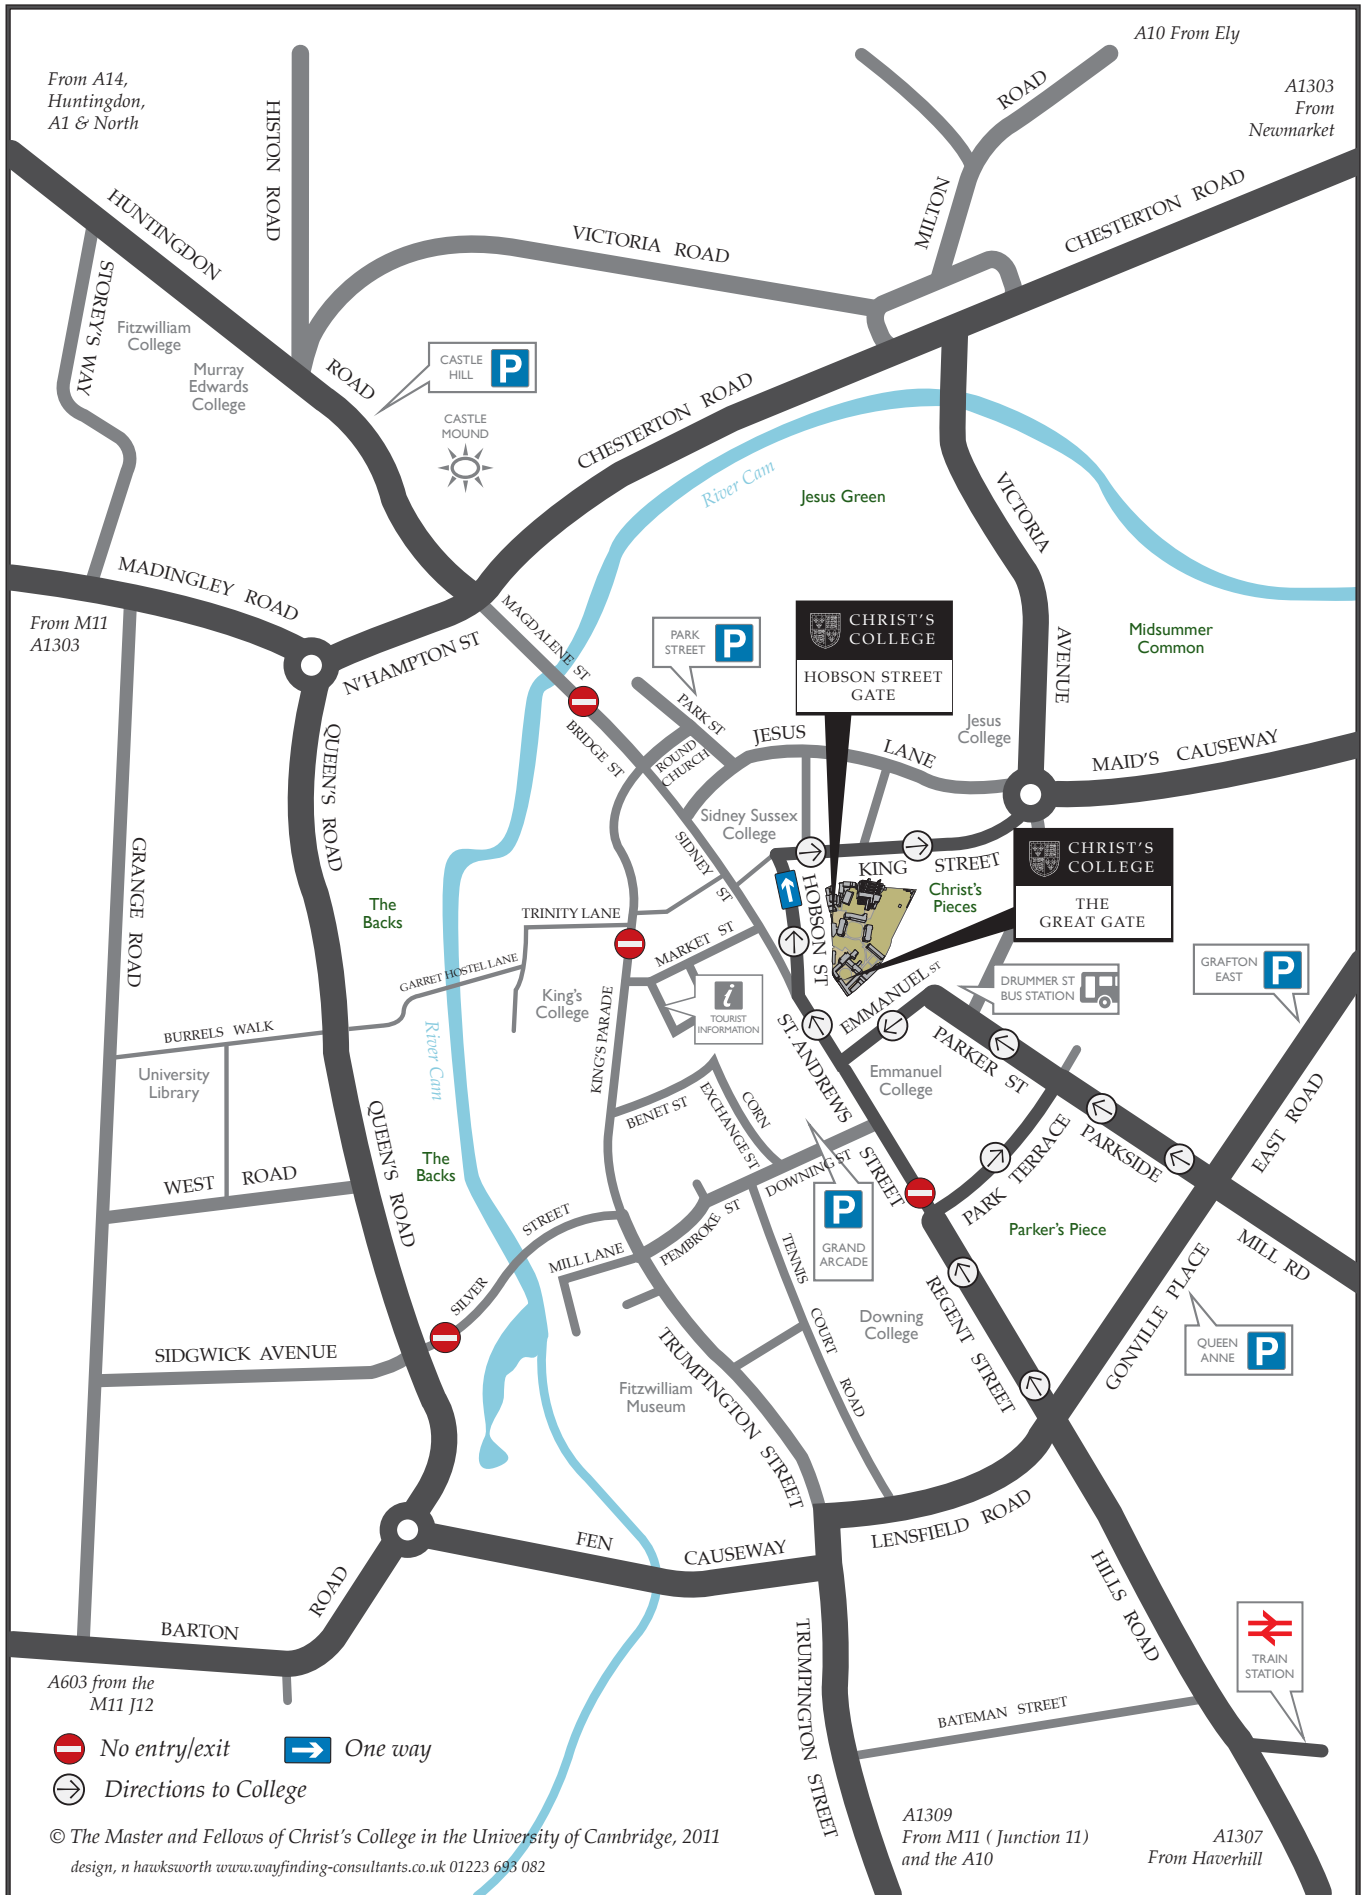 A10 From Ely
From A14,
Huntingdon,
A1 & North
A1303
From
Newmarket
HISTON ROAD
ROAD
MILTON
CHESTERTON ROAD
HUNTINGDON
VICTORIA ROAD
STOREY'S WAY
Fitzwilliam
College
Murray
Edwards
College
ROAD
CASTLE
HILL
P
CASTLE
MOUND
CHESTERTON ROAD
River Cam
Jesus Green
VICTORIA
MADINGLEY ROAD
From M11
A1303
N'HAMPTON ST
MAGDALENE ST
PARK
STREET
P
CHRIST'S
COLLEGE
HOBSON STREET
GATE
AVENUE
Midsummer
Common
PARK ST
BRIDGE ST
ROUND
CHURCH
JESUS
LANE
Jesus
College
MAID'S CAUSEWAY
QUEEN'S ROAD
Sidney Sussex
College
SIDNEY ST
KING
STREET
CHRIST'S
COLLEGE
THE
GREAT GATE
GRANGE ROAD
The
Backs
TRINITY LANE
HOBSON ST
Christ's
Pieces
MARKET ST
GARRET HOSTEL LANE
King's
College
i
TOURIST
INFORMATION
EMMANUEL ST
DRUMMER ST
BUS STATION
GRAFTON
EAST
P
BURRELS WALK
River Cam
KING'S PARADE
ST. ANDREWS
STREET
PARKER ST
University
Library
Emmanuel
College
BENET ST
CORN
EXCHANGE ST
QUEEN'S ROAD
The
Backs
DOWNING ST
PARK TERRACE
PARKSIDE
EAST ROAD
WEST ROAD
P
GRAND
ARCADE
Parker's Piece
STREET
MILL LANE
PEMBROKE ST
TENNIS
COURT
ROAD
MILL RD
SILVER
REGENT STREET
GONVILLE PLACE
SIDGWICK AVENUE
Downing
College
QUEEN
ANNE
P
TRUMPINGTON STREET
Fitzwilliam
Museum
LENSFIELD ROAD
FEN
CAUSEWAY
HILLS ROAD
ROAD
BARTON
TRUMPINGTON STREET
TRAIN
STATION
A603 from the
M11 J12
BATEMAN STREET
No entry/exit
One way
Directions to College
A1309
From M11 ( Junction 11)
and the A10
A1307
From Haverhill
© The Master and Fellows of Christ's College in the University of Cambridge, 2011
design, n hawksworth www.wayfinding-consultants.co.uk 01223 693 082